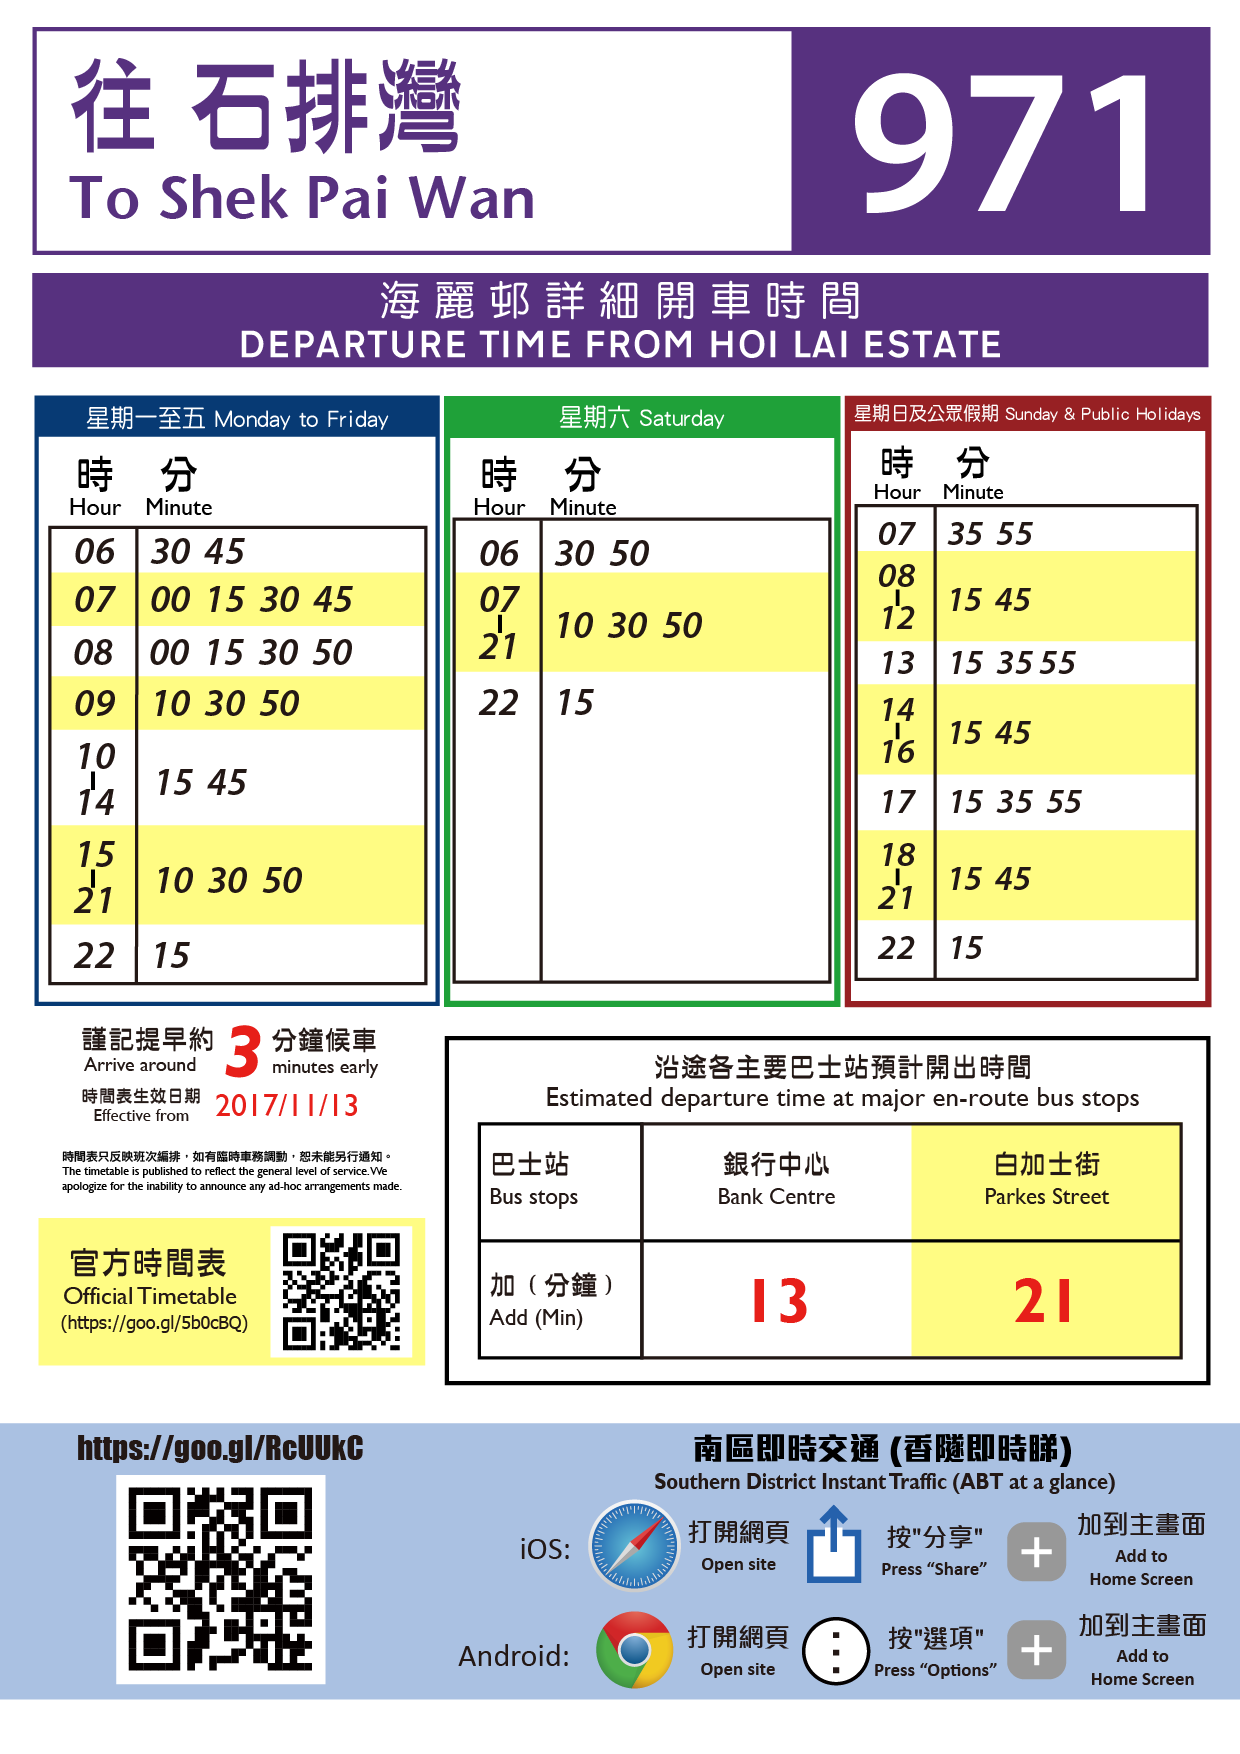 往 石排灣
To Shek Pai Wan
971
海麗邨詳細開車時間
DEPARTURE TIME FROM HOI LAI ESTATE
星期一至五 Monday to Friday
時 分
Hour Minute
06 30 45
07 00 15 30 45
08 00 15 30 50
09 10 30 50
10
|
14
15 45
15
|
21
10 30 50
22 15
星期六 Saturday
時 分
Hour Minute
06 30 50
07
|
21
10 30 50
22 15
星期日及公眾假期 Sunday & Public Holidays
時 分
Hour Minute
07 35 55
08
|
12
15 45
13 15 35 55
14
|
16
15 45
17 15 35 55
18
|
21
15 45
22 15
謹記提早約 3 分鐘候車
Arrive around minutes early
時間表生效日期
Effective from
2017/11/13
時間表只反映班次編排，如有臨時車務調動，恕未能另行通知。
The timetable is published to reflect the general level of service. We
apologize for the inability to announce any ad-hoc arrangements made.
官方時間表
Official Timetable
(https://goo.gl/5b0cBQ)
沿途各主要巴士站預計開出時間
Estimated departure time at major en-route bus stops
巴士站 銀行中心 白加士街
Bus stops Bank Centre Parkes Street
加（分鐘）
Add (Min)
13 21
https://goo.gl/RcUUkC
南區即時交通 (香隧即時睇)
Southern District Instant Traffic (ABT at a glance)
iOS:
打開網頁
Open site
按"分享"
Press “Share”
加到主畫面
Add to
Home Screen
Android:
打開網頁
Open site
按"選項"
Press “Options”
加到主畫面
Add to
Home Screen